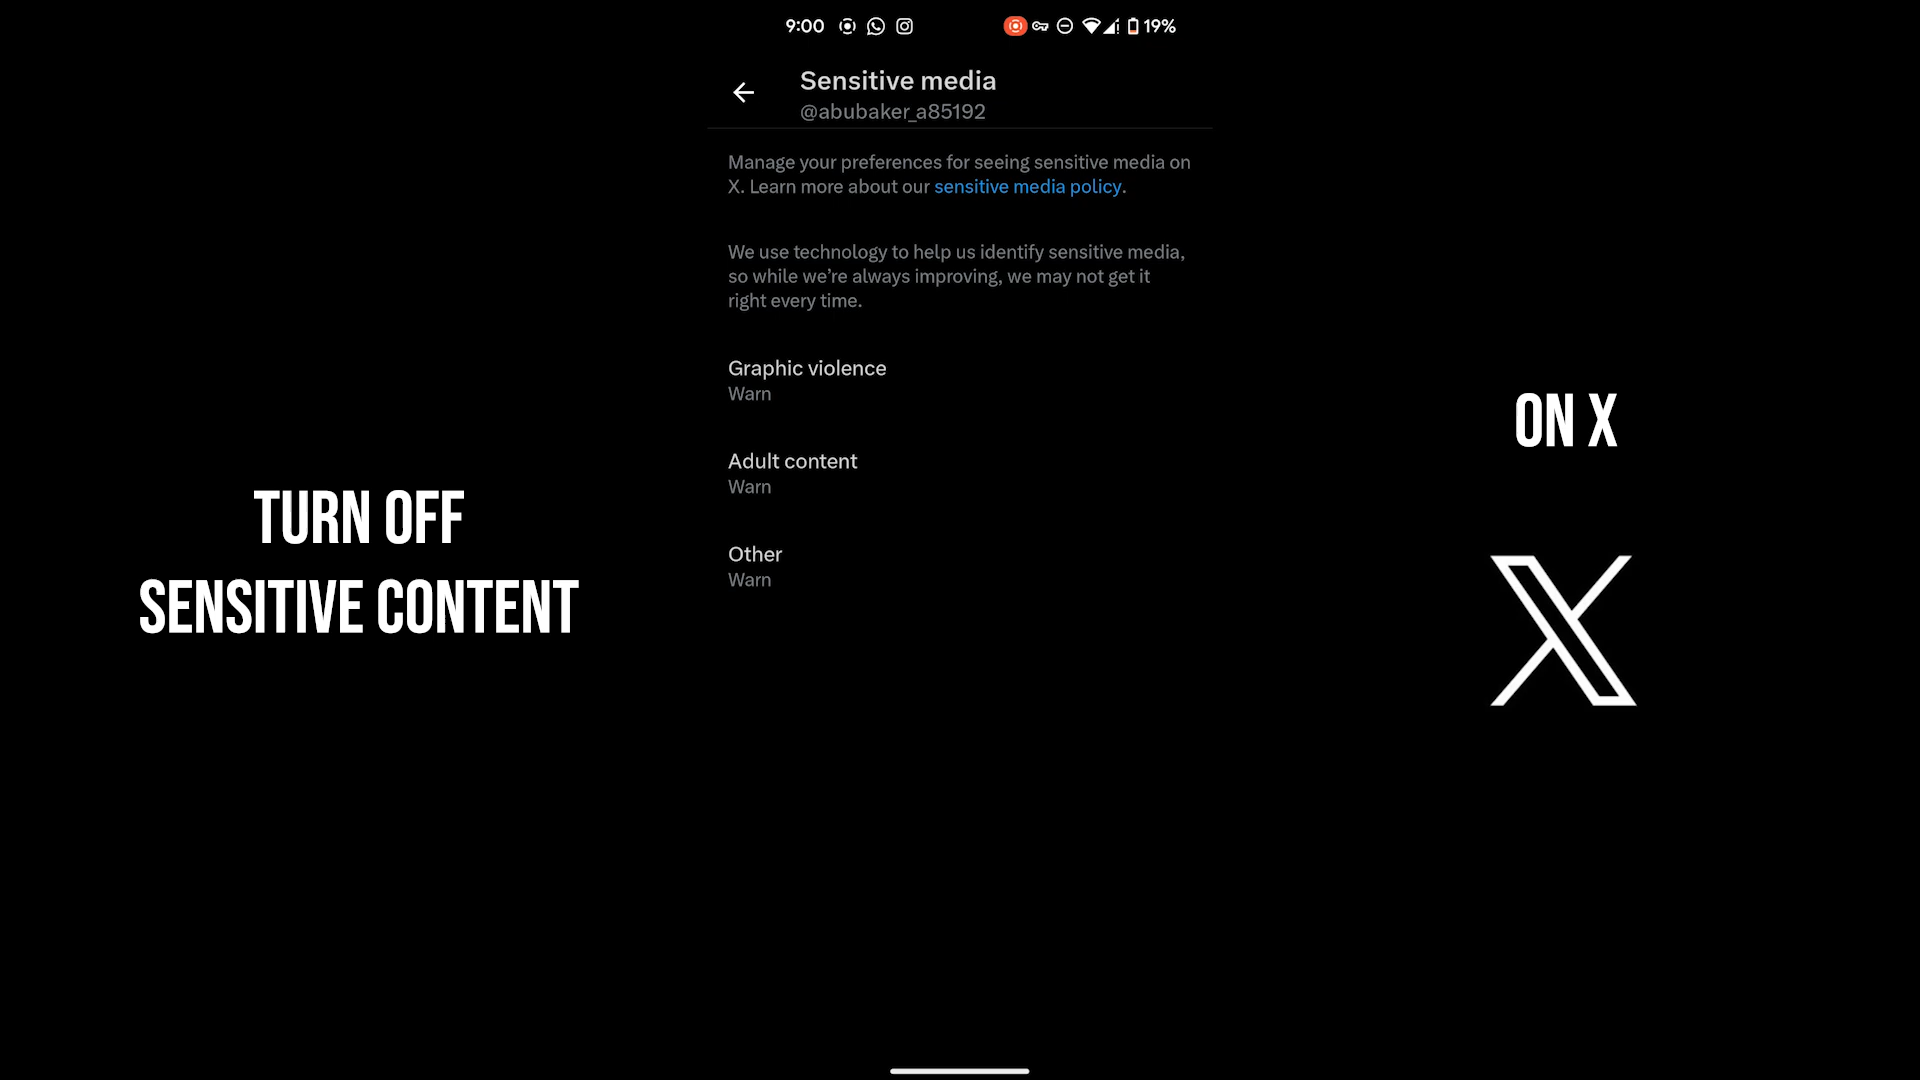 9:00
19%
Sensitive media
@abubaker_a85192
Manage your preferences for seeing sensitive media on
X. Learn more about our sensitive media policy.
We use technology to help us identify sensitive media,
so while we’re always improving, we may not get it
right every time.
Graphic violence
Warn
Adult content
Warn
Other
Warn
TURN OFF
SENSITIVE CONTENT
ON X